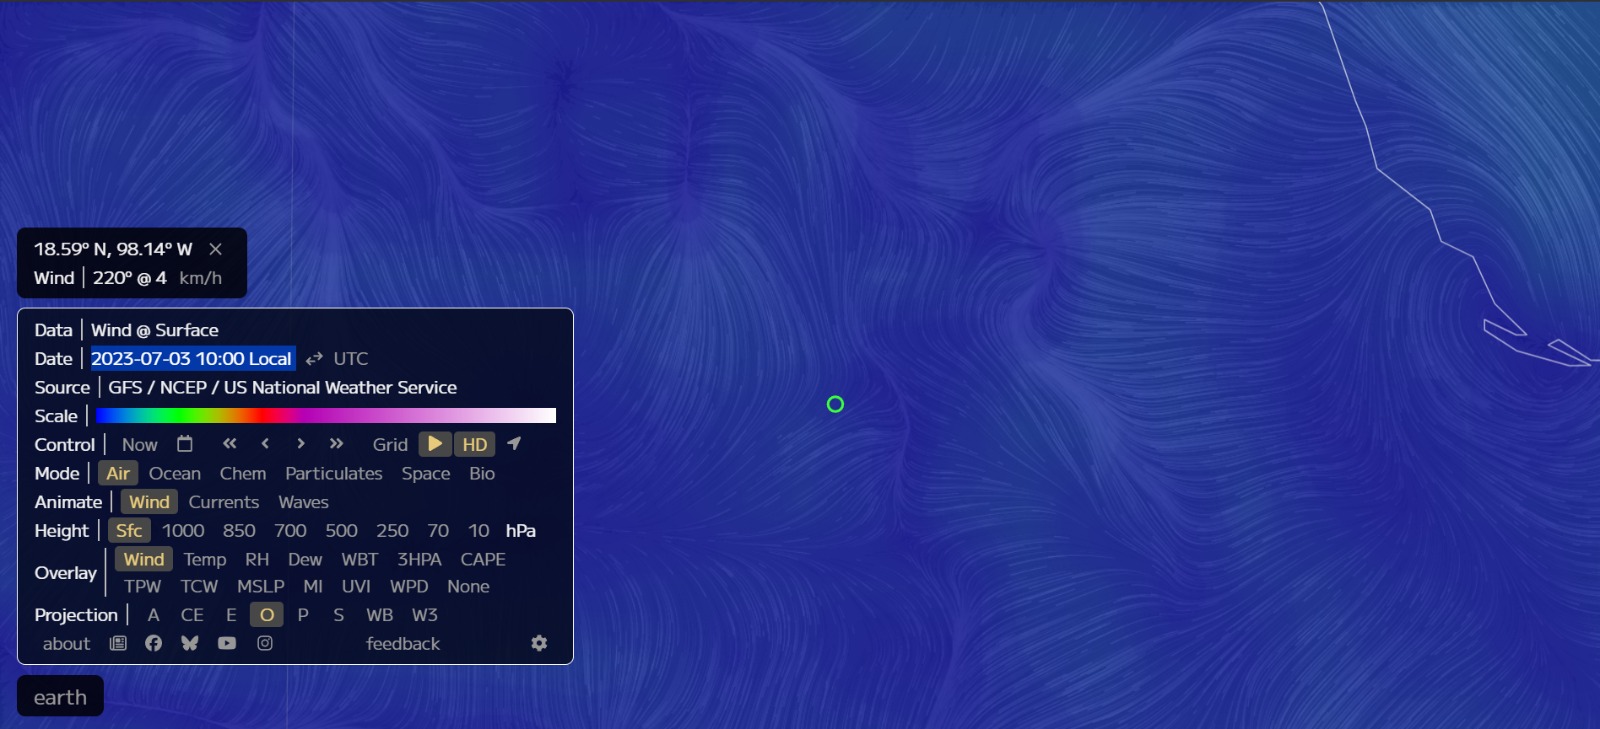 18.59° N, 98.14° W ×
Wind | 220° @ 4 km/h
Data | Wind @ Surface
Date | 2023-07-03 10:00 Local ⇄ UTC
Source | GFS / NCEP / US National Weather Service
Scale |
Control | Now « ‹ › » Grid HD
Mode | Air Ocean Chem Particulates Space Bio
Animate | Wind Currents Waves
Height | Sfc 1000 850 700 500 250 70 10 hPa
Overlay | Wind Temp RH Dew WBT 3HPA CAPE
TPW TCW MSLP MI UVI WPD None
Projection | A CE E O P S WB W3
about feedback
earth